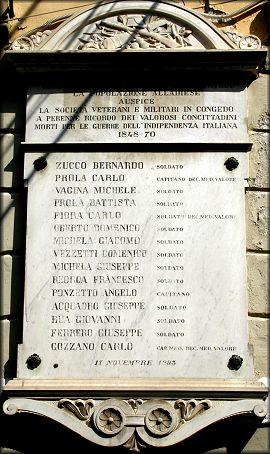 LA POPOLAZIONE ALLADIESE
AUSPICE
LA SOCIETÀ VETERANI E MILITARI IN CONGEDO
A PERENNE RICORDO DEI VALOROSI CONCITTADINI
MORTI PER LE GUERRE DELL'INDIPENDENZA ITALIANA
1848-70
ZUCCO BERNARDO SOLDATO
PROLA CARLO CAPITANO DEC. MED. VALORE
VAGINA MICHELE SOLDATO
PROLA BATTISTA SOLDATO
FIORA CARLO SOLDATO DEC. MED. VALORE
OBERTO DOMENICO SOLDATO
MICHELA GIACOMO SOLDATO
VEZZETTI DOMENICO SOLDATO
MICHELA GIUSEPPE SOLDATO
FRANCESCO SOLDATO
PONZETTO ANGELO CAPITANO
ACQUADRO GIUSEPPE SOLDATO
RUA GIOVANNI SOLDATO
FERRERO GIUSEPPE SOLDATO
GOZZANO CARLO DEC. MED. VALORE
11 NOVEMBRE 1895